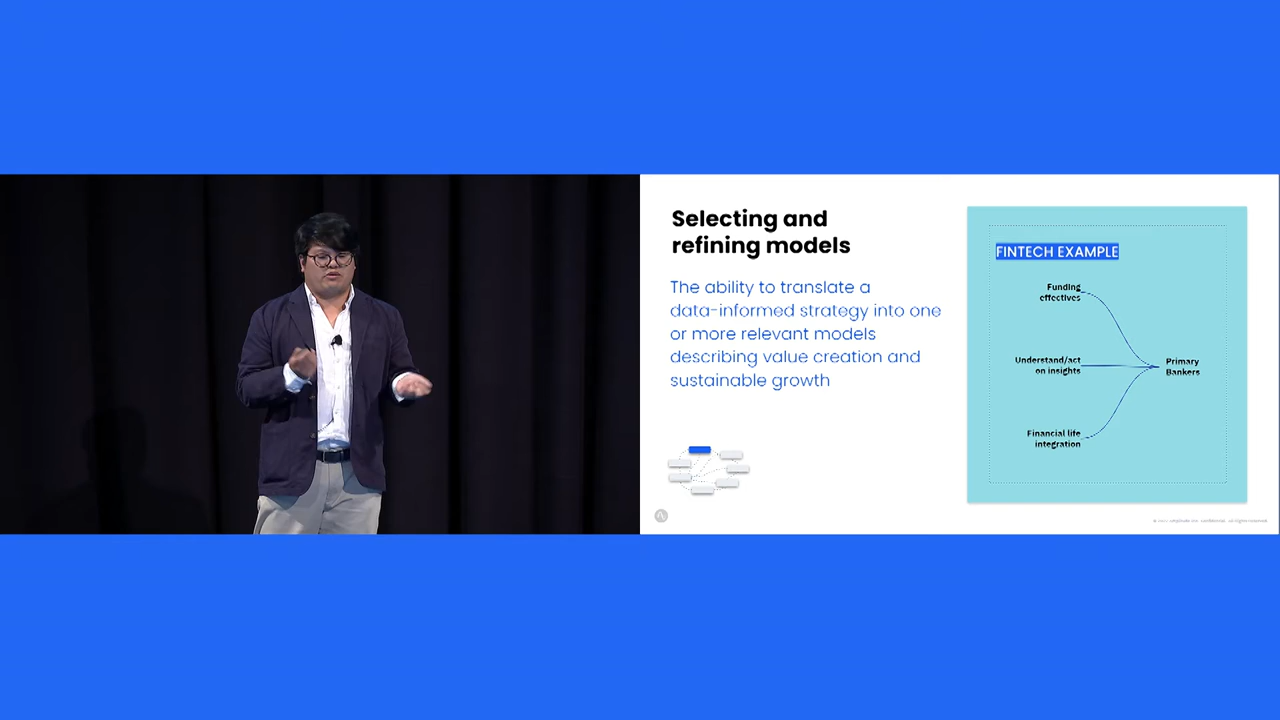 Selecting and
refining models
The ability to translate a
data-informed strategy into one
or more relevant models
describing value creation and
sustainable growth
FINTECH EXAMPLE
Funding
effectives
Understand/act
on insights
Financial life
integration
Primary
Bankers